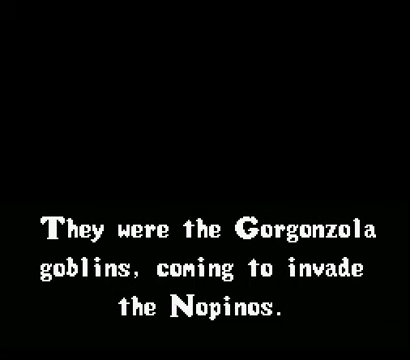 They were the Gorgonzola
goblins, coming to invade
the Nopinos.